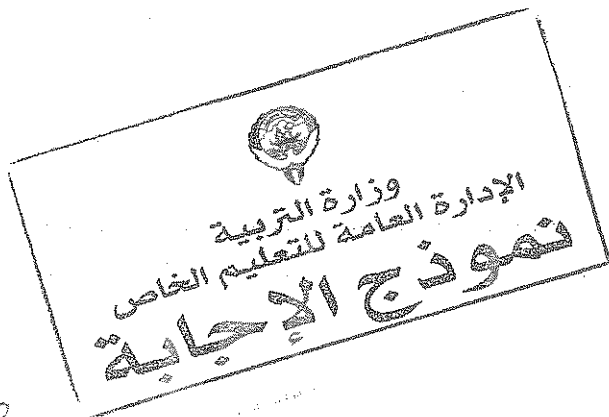 وزارة التربية
الإدارة العامة للتعليم الخاص
نموذج الإجابة